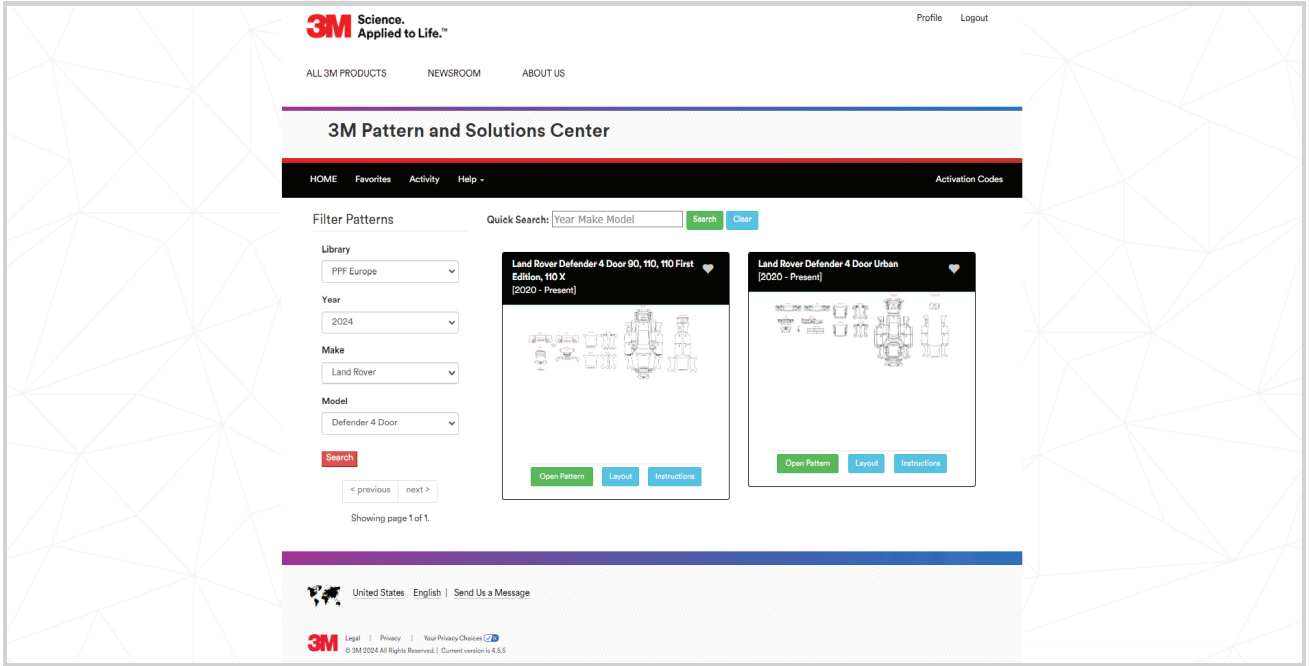 3M Science.
Applied to Life.™
Profile Logout
ALL 3M PRODUCTS NEWSROOM ABOUT US
3M Pattern and Solutions Center
HOME Favorites Activity Help
Activation Codes
Filter Patterns
Quick Search: Year Make Model Search Clear
Library
PPF Europe
Year
2024
Make
Land Rover
Model
Defender 4 Door
Search
< previous next >
Showing page 1 of 1.
Land Rover Defender 4 Door 90, 110, 110 First
Edition, 110 X
[2020 - Present]
Open Pattern Layout Instructions
Land Rover Defender 4 Door Urban
[2020 - Present]
Open Pattern Layout Instructions
United States English | Send Us a Message
3M Legal | Privacy | Your Privacy Choices
© 3M 2024 All Rights Reserved. | Current version is 4.5.5